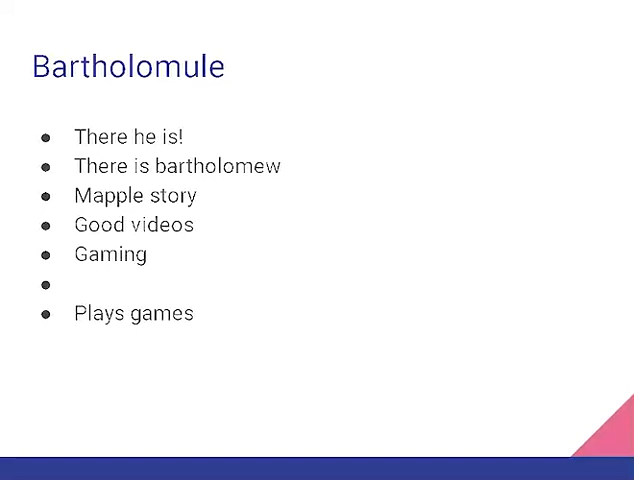 Bartholomule
● There he is!
● There is bartholomew
● Mapple story
● Good videos
● Gaming
●
● Plays games